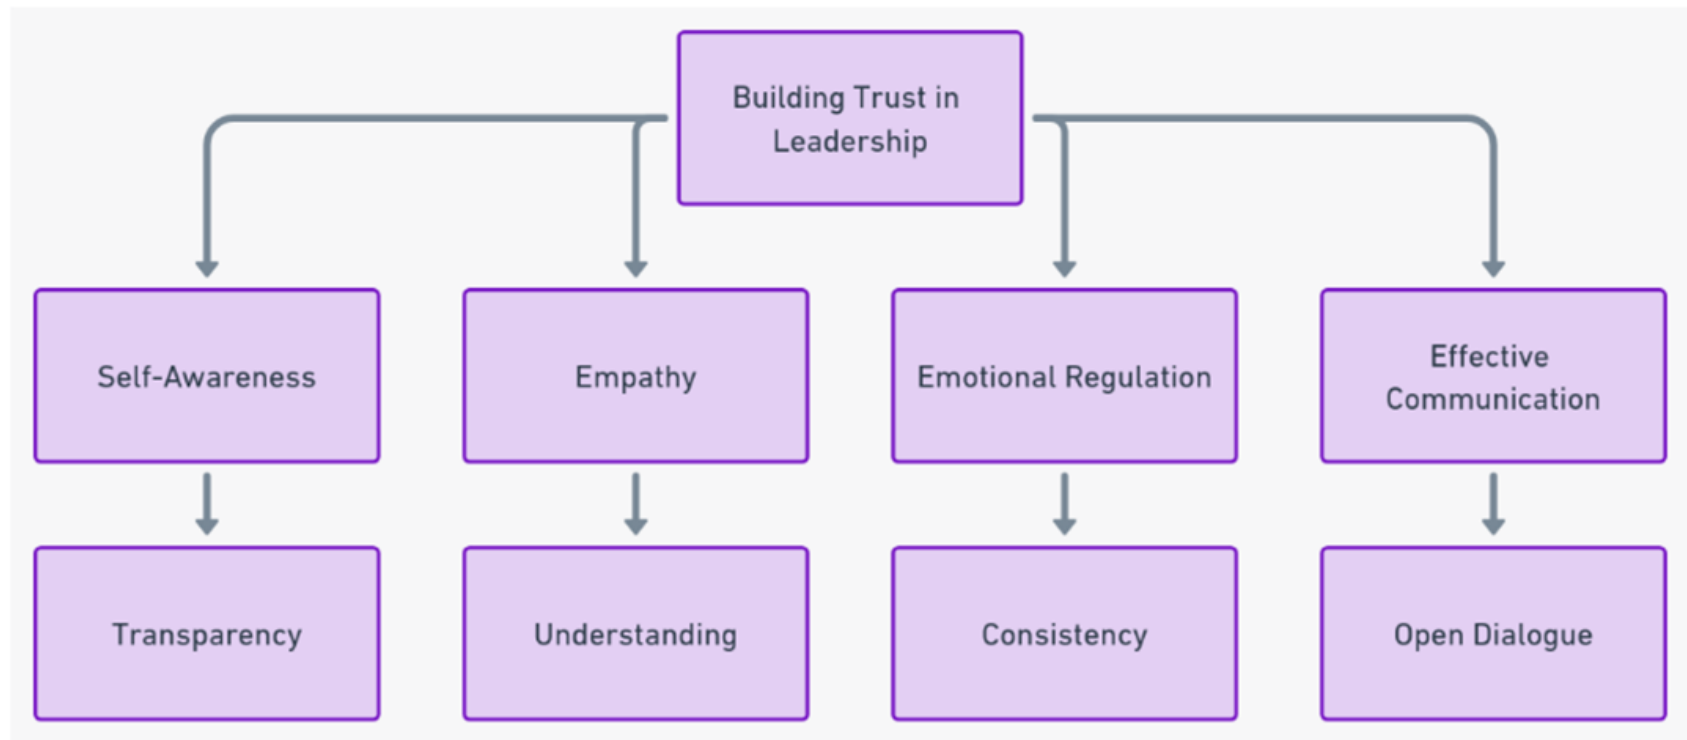 Building Trust in
Leadership
Self-Awareness
Empathy
Emotional Regulation
Effective
Communication
Transparency
Understanding
Consistency
Open Dialogue